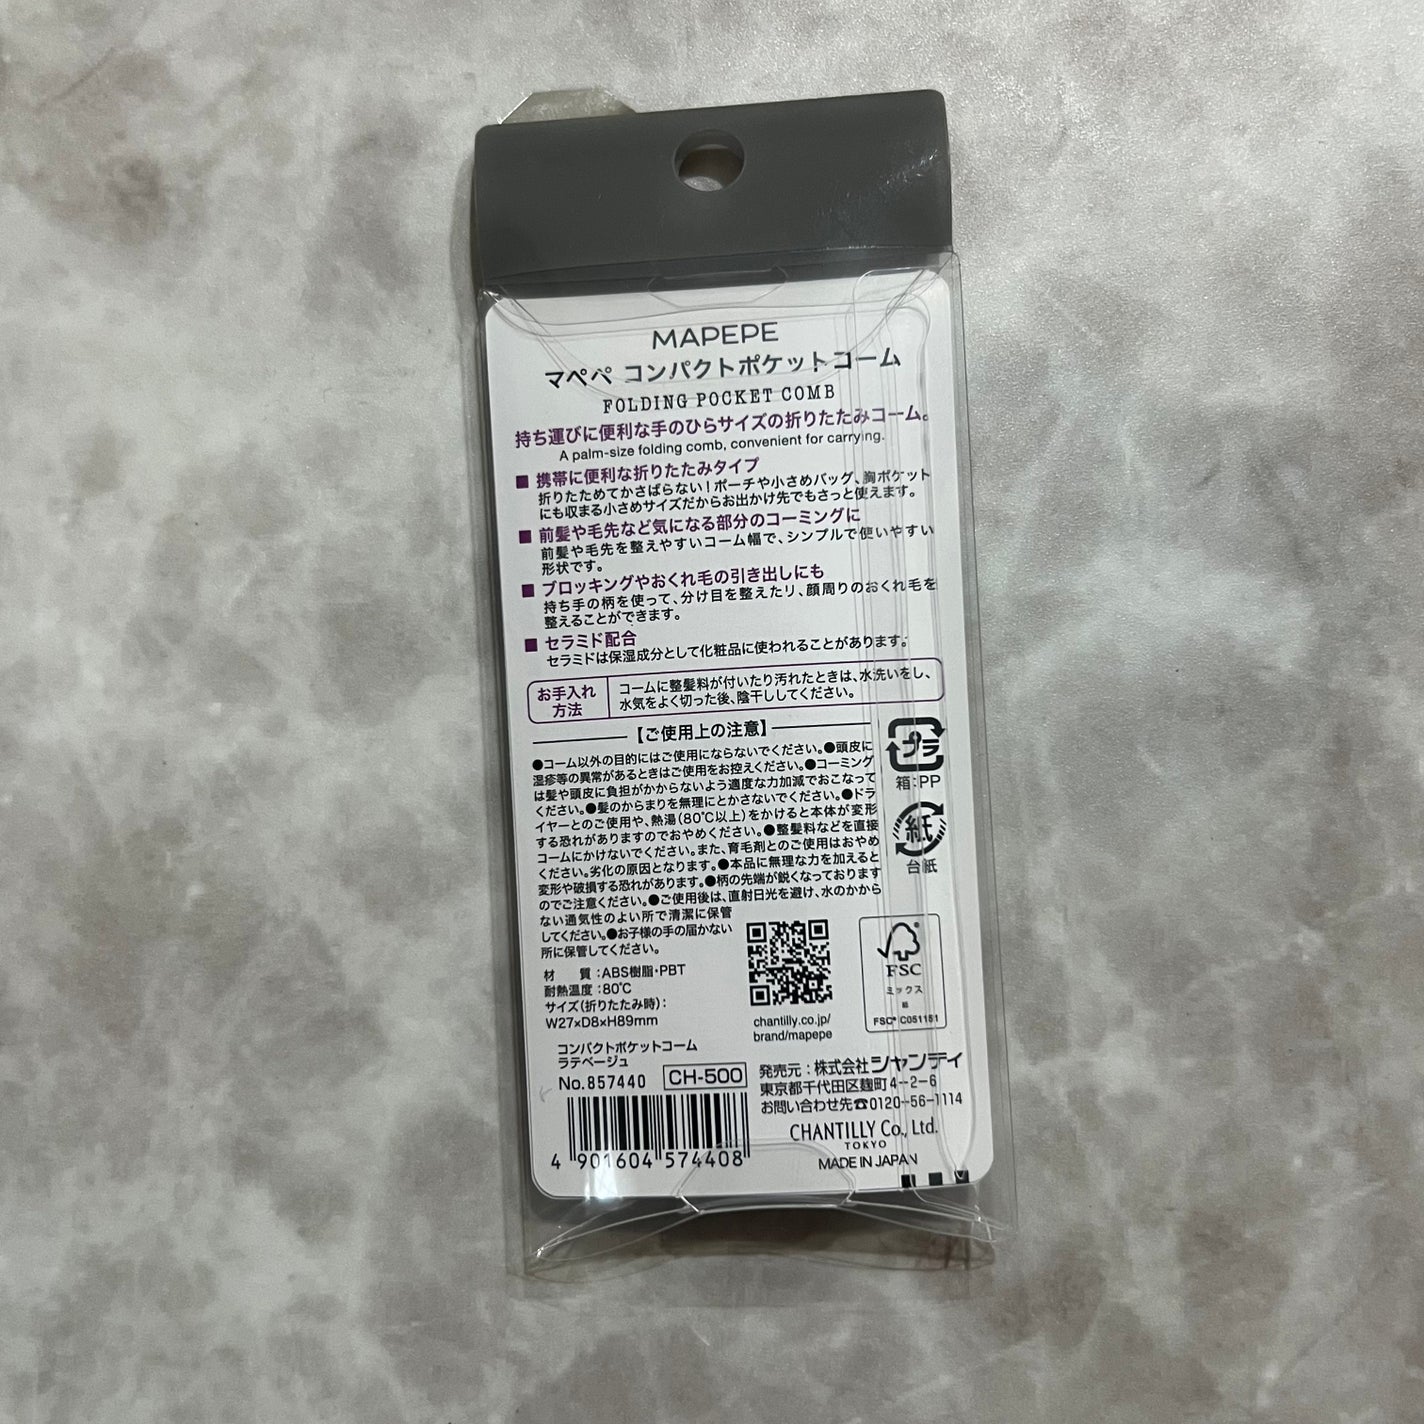 MAPEPE
マペペ コンパクトポケットコーム
FOLDING POCKET COMB
持ち運びに便利な手のひらサイズの折りたたみコーム。
A palm-size folding comb, convenient for carrying.
■ 携帯に便利な折りたたみタイプ
折りたためてかさばらない!ポーチや小さめバッグ、胸ポケット
にも収まる小さめサイズだからお出かけ先でもさっと使えます。
■ 前髪や毛先など気になる部分のコーミングに
前髪や毛先を整えやすいコーム幅で、シンプルで使いやすい
形状です。
■ ブロッキングやおくれ毛の引き出しにも
持ち手の柄を使って、分け目を整えたり、顔周りのおくれ毛を
整えることができます。
■ セラミド配合
セラミドは保湿成分として化粧品に使われることがあります。
お手入れ
方法
コームに整髪料が付いたり汚れたときは、水洗いをし、
水気をよく切った後、陰干ししてください。
【ご使用上の注意】
●コーム以外の目的にはご使用にならないでください。●頭皮に
湿疹等の異常があるときはご使用をお控えください。●コーミング
は髪や頭皮に負担がかからないよう適度な力加減でおこなって
ください。●髪のからまりを無理にとかさないでください。●ドラ
イヤーとのご使用や、熱湯(80℃以上)をかけると本体が変形
する恐れがありますのでおやめください。●整髪料などを直接
コームにかけないでください。また、育毛剤とのご使用はおやめ
ください。劣化の原因となります。●本品に無理な力を加えると
変形や破損する恐れがあります。●柄の先端が鋭くなっております
のでご注意ください。●ご使用後は、直射日光を避け、水のかから
ない通気性のよい所で清潔に保管
してください。●お子様の手の届かない
所に保管してください。
プラ
箱:PP
紙
台紙
材 質:ABS樹脂・PBT
耐熱温度:80℃
サイズ(折りたたみ時):
W27×D8×H89mm
chantilly.co.jp/
brand/mapepe
FSC
ミックス
紙
FSC® C051151
コンパクトポケットコーム
ラテベージュ
No.857440 CH-500
4 901604 574408
発売元:株式会社シャンティ
東京都千代田区麹町4-2-6
お問い合わせ先☎0120-56-1114
CHANTILLY Co., Ltd.
TOKYO
MADE IN JAPAN